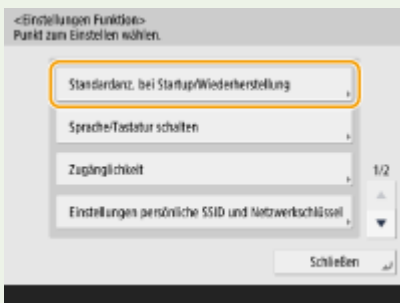 <Einstellungen Funktion>
Punkt zum Einstellen wählen.
Standardanz. bei Startup/Wiederherstellung
Sprache/Tastatur schalten
Zugänglichkeit
1/2
Einstellungen persönliche SSID und Netzwerkschlüssel
Schließen